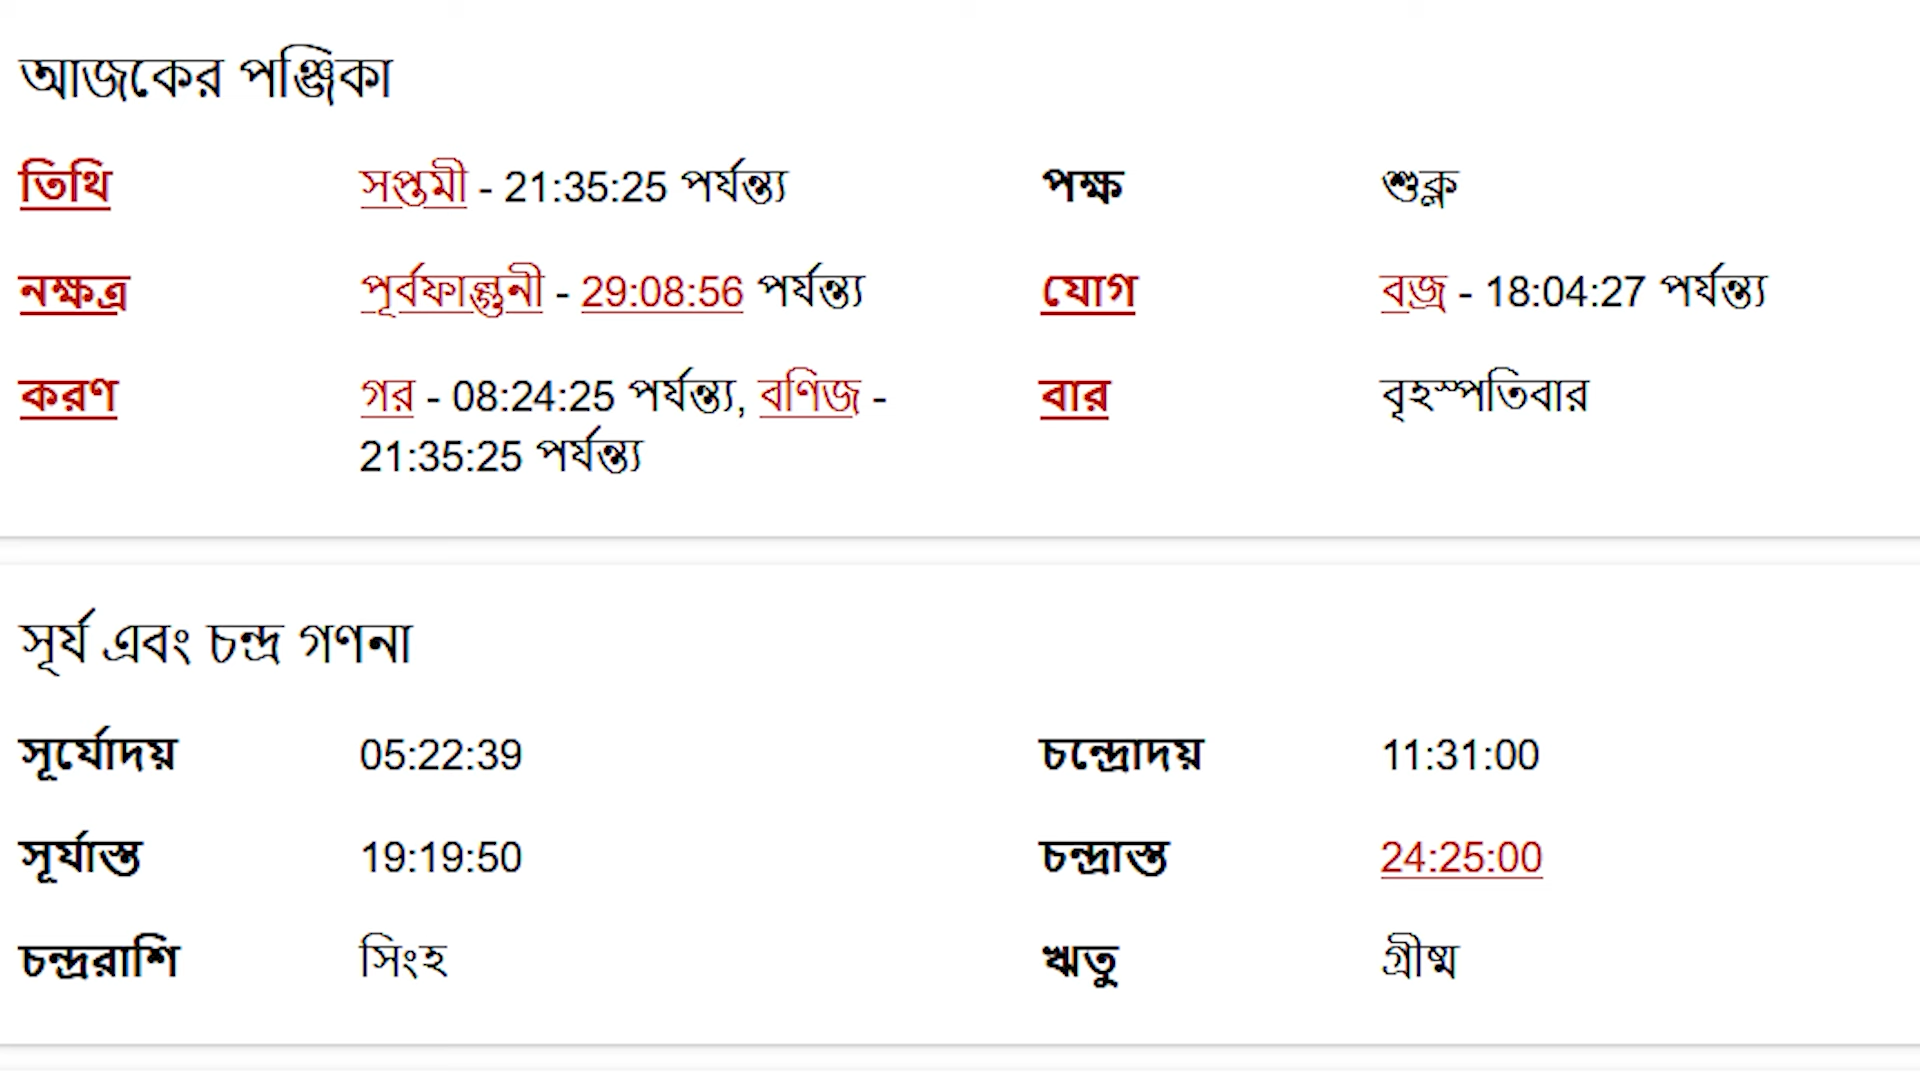 আজকের পঞ্জিকা
তিথি সপ্তমী - 21:35:25 পর্যন্ত্য পক্ষ শুক্ল
নক্ষত্র পূর্বফাল্গুনী - 29:08:56 পর্যন্ত্য যোগ বজ্র - 18:04:27 পর্যন্ত্য
করণ গর - 08:24:25 পর্যন্ত্য, বণিজ - বার বৃহস্পতিবার
21:35:25 পর্যন্ত্য
সূর্য এবং চন্দ্র গণনা
সূর্যোদয় 05:22:39 চন্দ্রোদয় 11:31:00
সূর্যাস্ত 19:19:50 চন্দ্রাস্ত 24:25:00
চন্দ্ররাশি সিংহ ঋতু গ্রীষ্ম